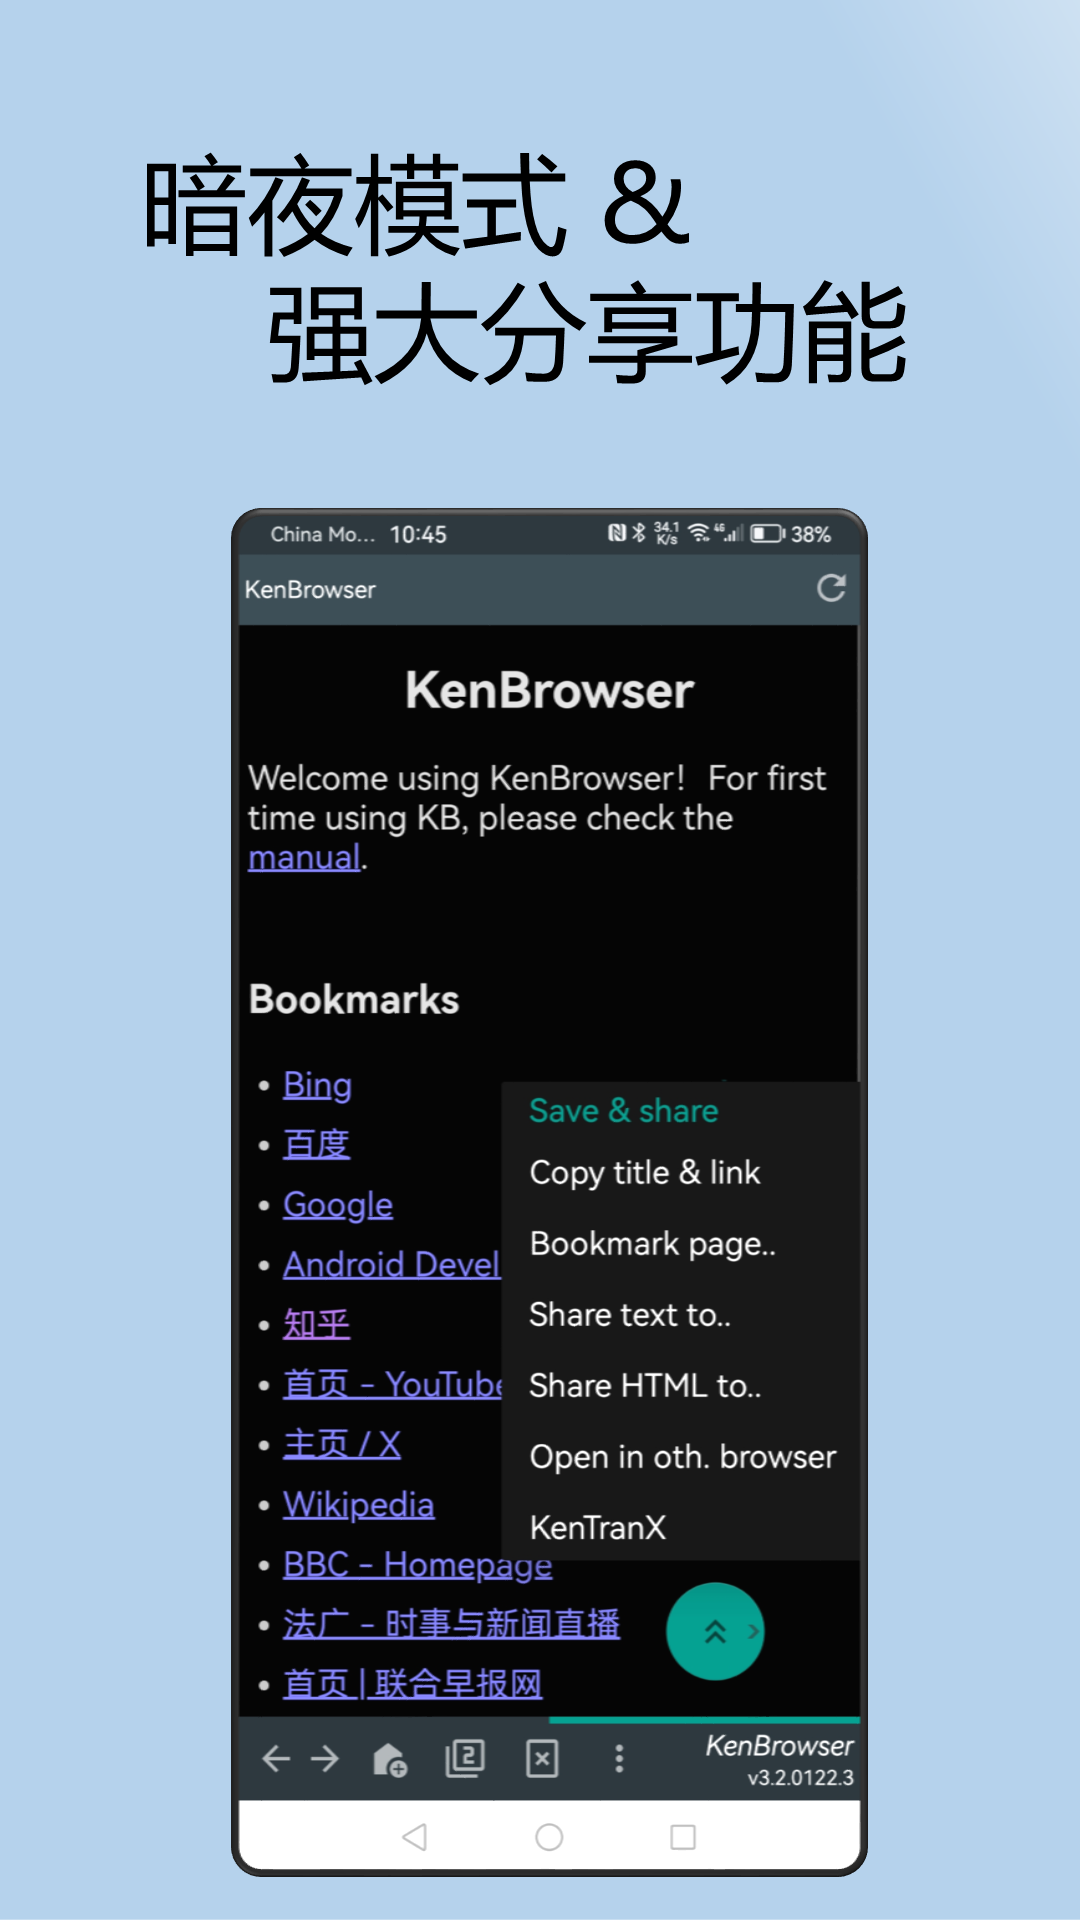 暗夜模式 &
强大分享功能
China Mo... 10:45 34.1 K/s 4G 38%
KenBrowser
KenBrowser
Welcome using KenBrowser! For first
time using KB, please check the
manual.
Bookmarks
Bing
百度
Google
Android Devel
知乎
首页 - YouTube
主页 / X
Wikipedia
BBC - Homepage
法广 - 时事与新闻直播
首页 | 联合早报网
Save & share
Copy title & link
Bookmark page..
Share text to..
Share HTML to..
Open in oth. browser
KenTranX
2
KenBrowser
v3.2.0122.3